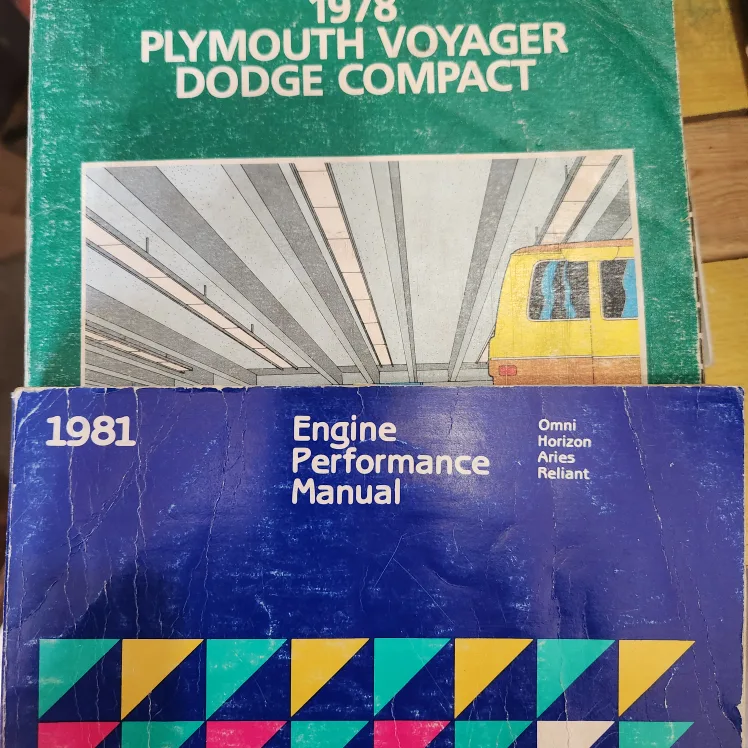 1978
PLYMOUTH VOYAGER
DODGE COMPACT
1981
Engine
Performance
Manual
Omni
Horizon
Aries
Reliant